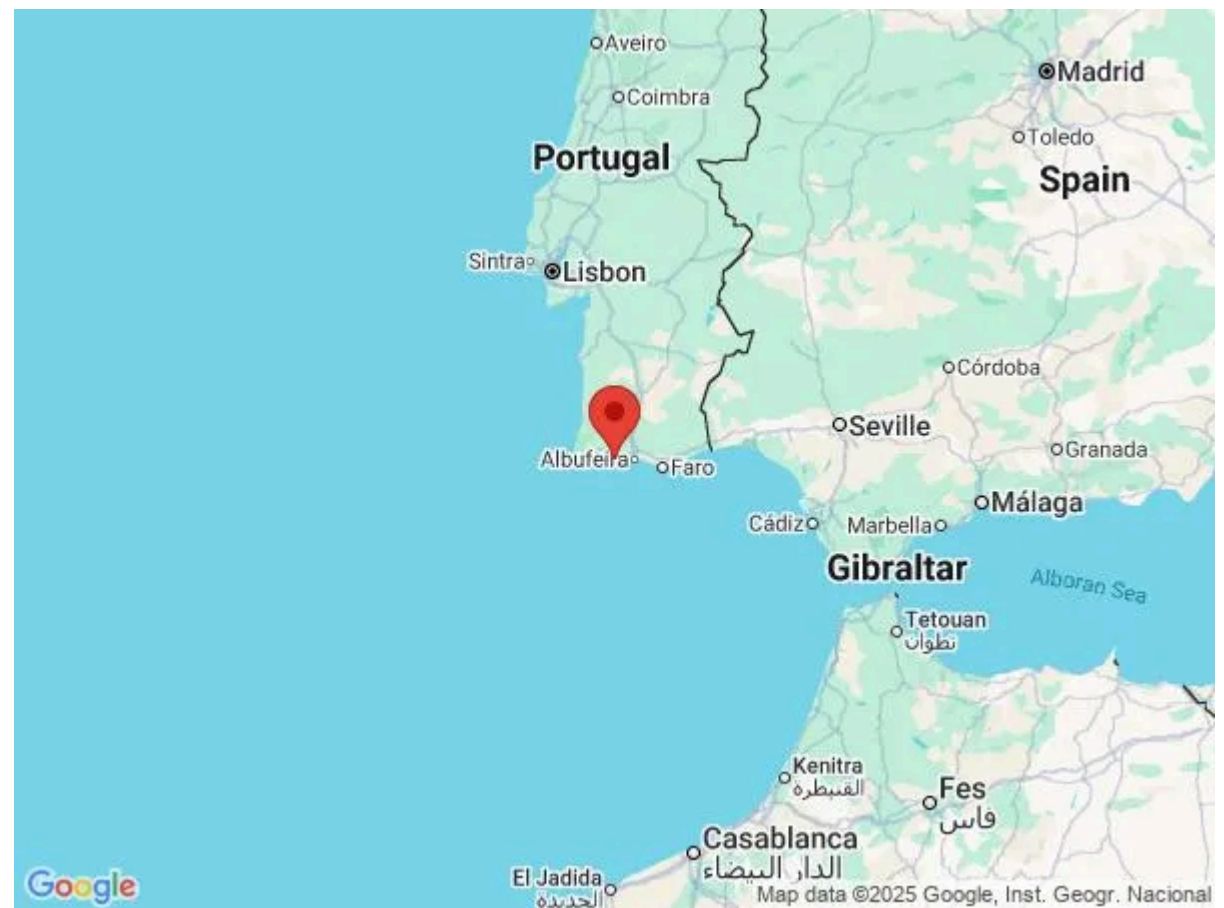 Aveiro
Madrid
Coimbra
Toledo
Portugal
Spain
Sintra
Lisbon
Córdoba
Seville
Granada
Albufeira
Faro
Málaga
Cádiz
Marbella
Gibraltar
Alboran Sea
Tetouan
تطوان
Kenitra
القنيطرة
Fes
فاس
Casablanca
الدار البيضاء
El Jadida
الجديدة
Google
Map data ©2025 Google, Inst. Geogr. Nacional